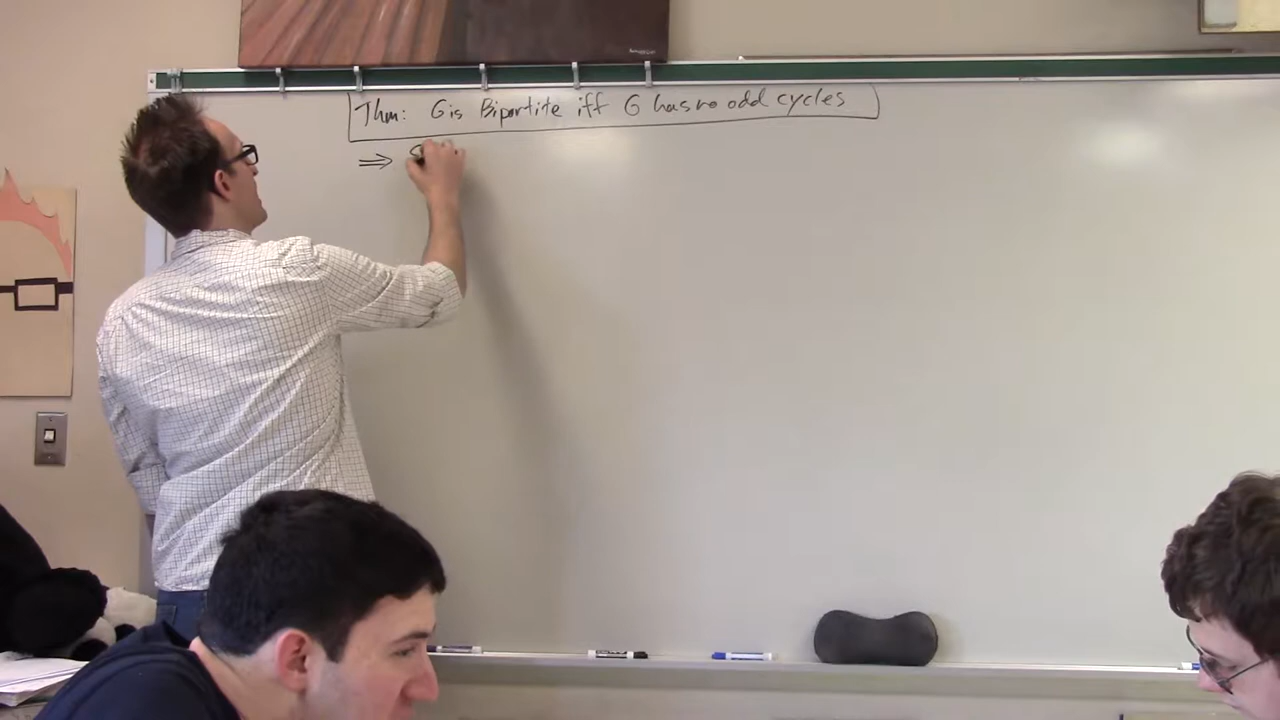 Thm: G is Bipartite iff G has no odd cycles
⇒ S